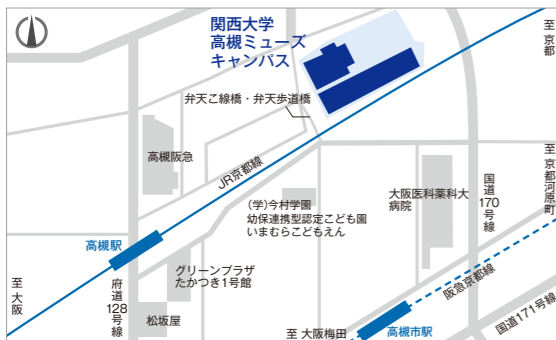 関西大学
高槻ミューズ
キャンパス
至 京都
弁天こ線橋・弁天歩道橋
高槻阪急
JR京都線
(学)今村学園
幼保連携型認定こども園
いまむらこどもえん
大阪医科薬科大
病院
国道170号線
至 京都河原町
高槻駅
至 大阪
府道128号線
グリーンプラザ
たかつき1号館
松坂屋
阪急京都線
至 大阪梅田
高槻市駅
国道171号線